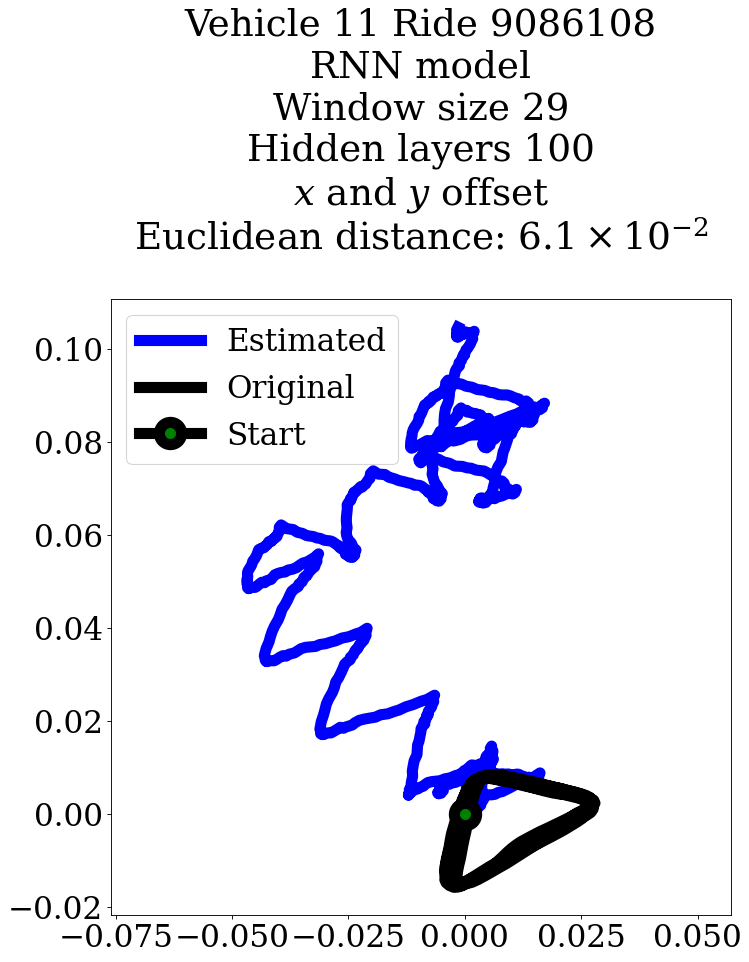 Vehicle 11 Ride 9086108
RNN model
Window size 29
Hidden layers 100
x and y offset
Euclidean distance: 6.1 × 10⁻²
Estimated
Original
Start
0.10
0.08
0.06
0.04
0.02
0.00
−0.02
−0.075 −0.050 −0.025 0.000 0.025 0.050